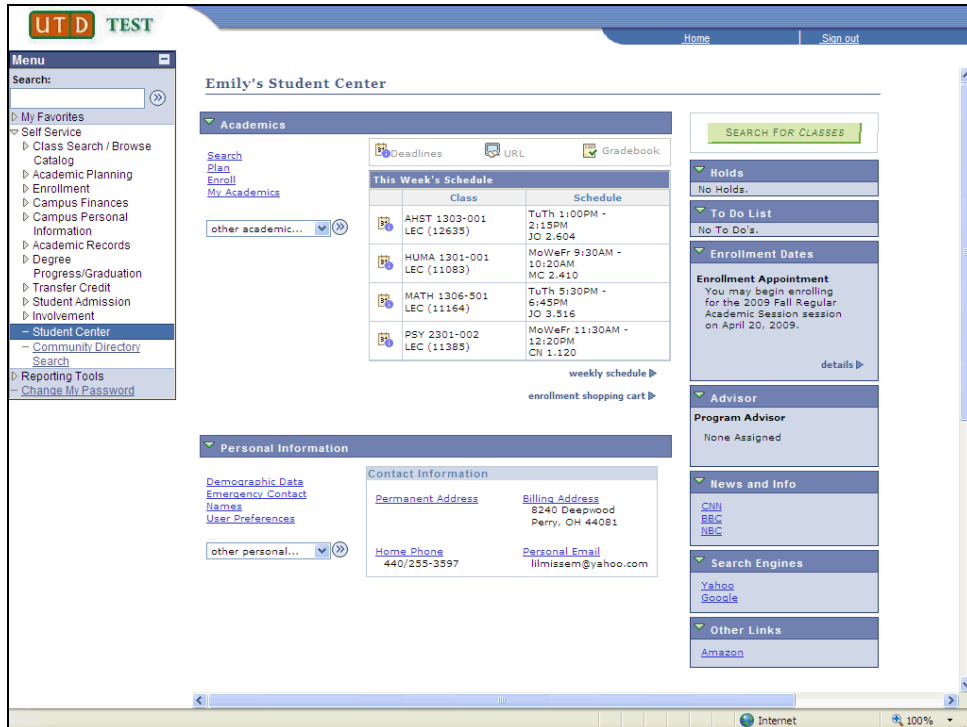 UTD TEST
Home
Sign out
Menu
Search:
My Favorites
Self Service
Class Search / Browse
Catalog
Academic Planning
Enrollment
Campus Finances
Campus Personal
Information
Academic Records
Degree
Progress/Graduation
Transfer Credit
Student Admission
Involvement
Student Center
Community Directory
Search
Reporting Tools
Change My Password
Emily's Student Center
Academics
Search
Plan
Enroll
My Academics
other academic...
Deadlines
URL
Gradebook
This Week's Schedule
Class
Schedule
AHST 1303-001
LEC (12635)
TuTh 1:00PM -
2:15PM
JO 2.604
HUMA 1301-001
LEC (11083)
MoWeFr 9:30AM -
10:20AM
MC 2.410
MATH 1306-501
LEC (11164)
TuTh 5:30PM -
6:45PM
JO 3.516
PSY 2301-002
LEC (11385)
MoWeFr 11:30AM -
12:20PM
CN 1.120
weekly schedule
enrollment shopping cart
Personal Information
Demographic Data
Emergency Contact
Names
User Preferences
other personal...
Contact Information
Permanent Address
Billing Address
8240 Deepwood
Perry, OH 44081
Home Phone
440/255-3597
Personal Email
lilmissem@yahoo.com
SEARCH FOR CLASSES
Holds
No Holds.
To Do List
No To Do's.
Enrollment Dates
Enrollment Appointment
You may begin enrolling
for the 2009 Fall Regular
Academic Session session
on April 20, 2009.
details
Advisor
Program Advisor
None Assigned
News and Info
CNN
BBC
NBC
Search Engines
Yahoo
Google
Other Links
Amazon
Internet
100%